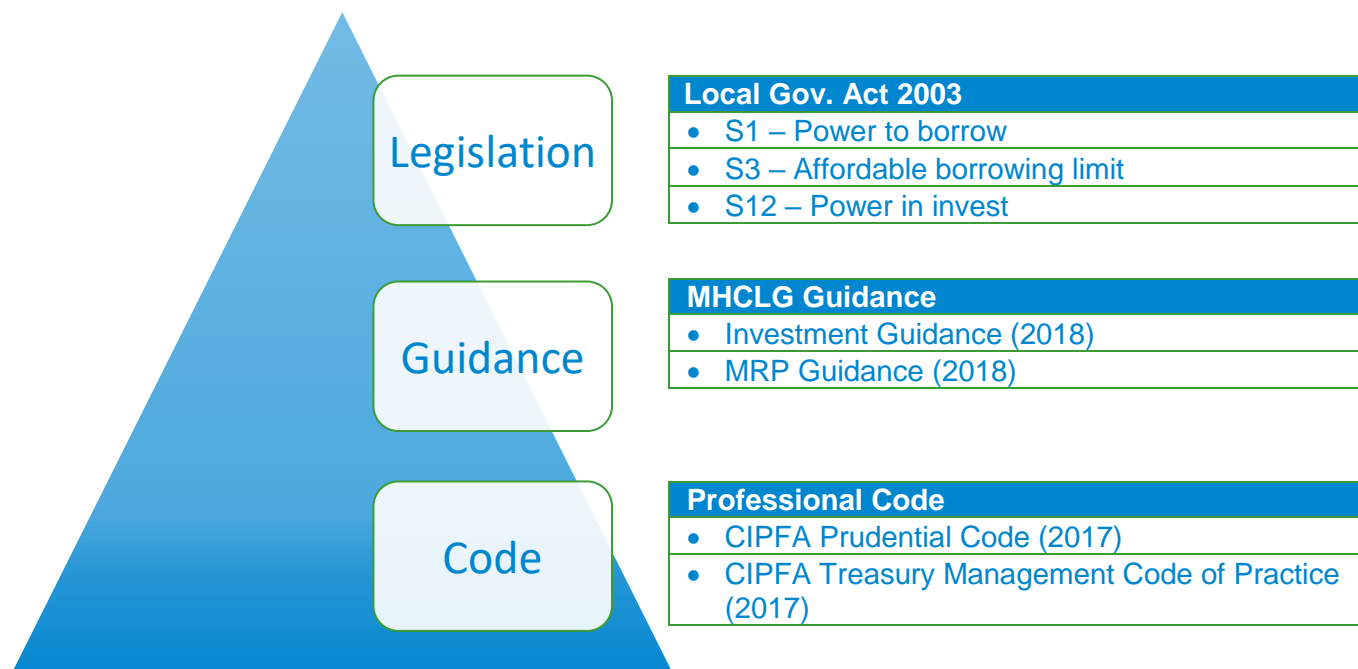 Legislation
Local Gov. Act 2003
• S1 – Power to borrow
• S3 – Affordable borrowing limit
• S12 – Power in invest
Guidance
MHCLG Guidance
• Investment Guidance (2018)
• MRP Guidance (2018)
Code
Professional Code
• CIPFA Prudential Code (2017)
• CIPFA Treasury Management Code of Practice
(2017)